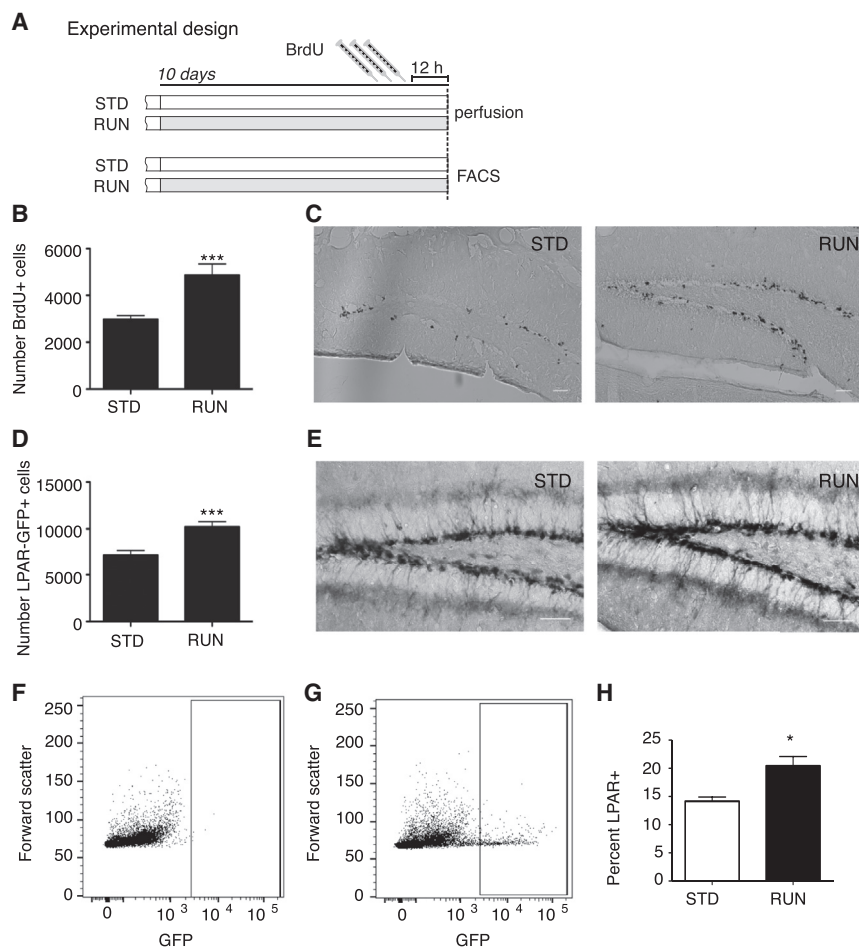 A
Experimental design
BrdU
12 h
10 days
STD
RUN
perfusion
STD
RUN
FACS
B
Number BrdU+ cells
6000
4000
2000
0
***
STD
RUN
C
STD
RUN
D
Number LPAR-GFP+ cells
15000
10000
5000
0
***
STD
RUN
E
STD
RUN
F
Forward scatter
250
200
150
100
50
0
0 10 3 10 4 10 5
GFP
G
Forward scatter
250
200
150
100
50
0
0 10 3 10 4 10 5
GFP
H
Percent LPAR+
25
20
15
15
5
0
*
STD
RUN